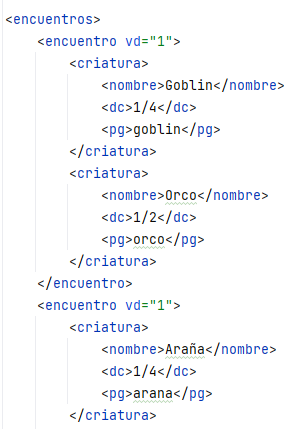 <encuentros>
<encuentro vd="1">
<criatura>
<nombre>Goblin</nombre>
<dc>1/4</dc>
<pg>goblin</pg>
</criatura>
<criatura>
<nombre>Orco</nombre>
<dc>1/2</dc>
<pg>orco</pg>
</criatura>
</encuentro>
<encuentro vd="1">
<criatura>
<nombre>Araña</nombre>
<dc>1/4</dc>
<pg>arana</pg>
</criatura>